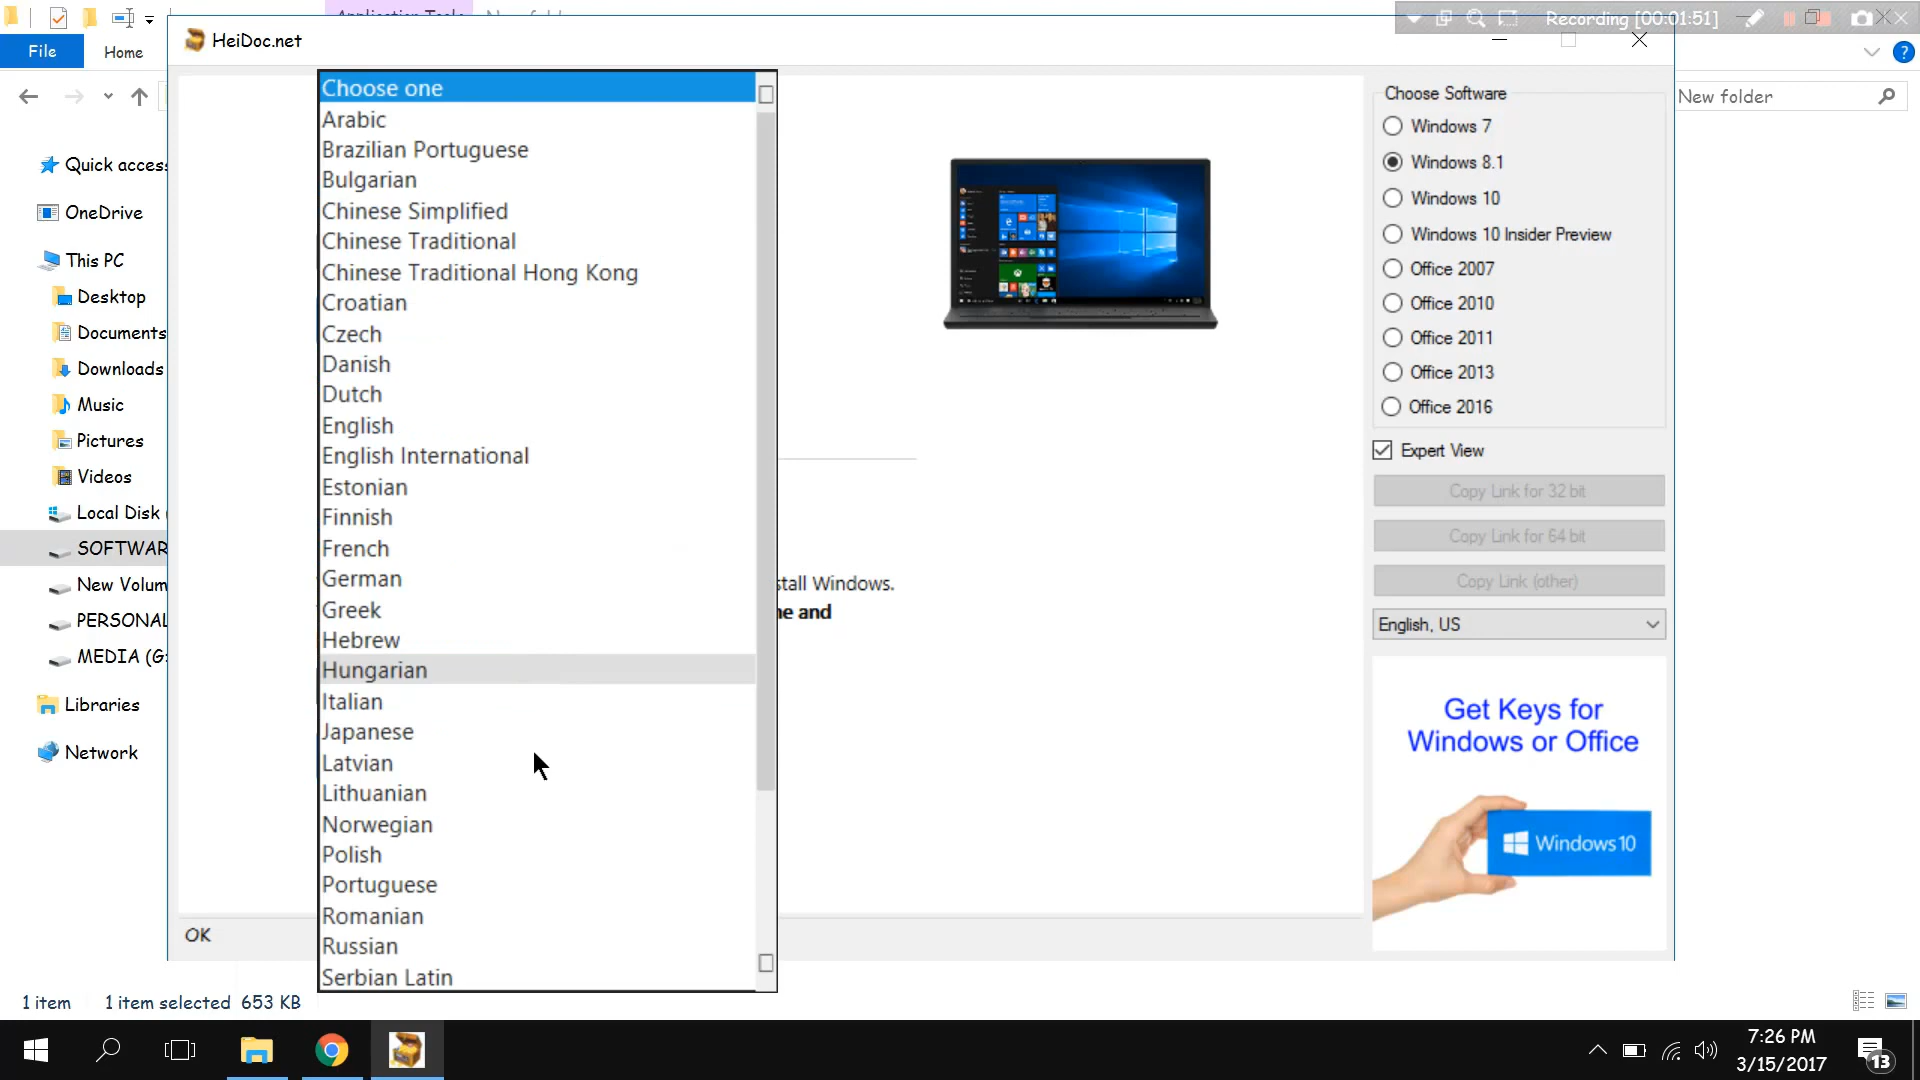 Application Tools
New folder
Recording [00:01:51]
File
Home
HeiDoc.net
New folder
Quick access
OneDrive
This PC
Desktop
Documents
Downloads
Music
Pictures
Videos
Local Disk
SOFTWAR
New Volum
PERSONAL
MEDIA (G:
Libraries
Network
Choose one
Arabic
Brazilian Portuguese
Bulgarian
Chinese Simplified
Chinese Traditional
Chinese Traditional Hong Kong
Croatian
Czech
Danish
Dutch
English
English International
Estonian
Finnish
French
German
Greek
Hebrew
Hungarian
Italian
Japanese
Latvian
Lithuanian
Norwegian
Polish
Portuguese
Romanian
Russian
Serbian Latin
stall Windows.
ne and
Choose Software
Windows 7
Windows 8.1
Windows 10
Windows 10 Insider Preview
Office 2007
Office 2010
Office 2011
Office 2013
Office 2016
Expert View
Copy Link for 32 bit
Copy Link for 64 bit
Copy Link (other)
English, US
Get Keys for
Windows or Office
Windows 10
OK
1 item 1 item selected 653 KB
7:26 PM
3/15/2017
13